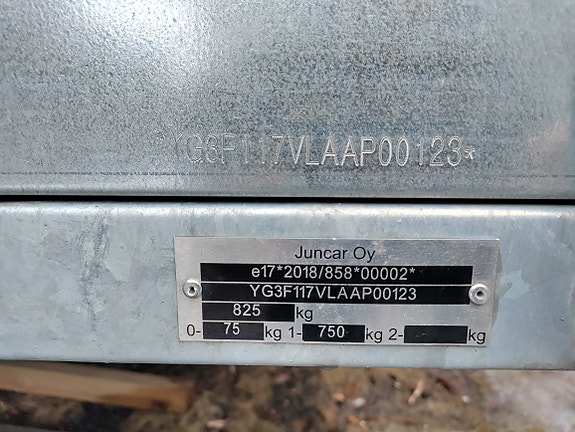 *YG3F117VLAAP00123*
Juncar Oy
e17*2018/858*00002*
YG3F117VLAAP00123
825 kg
0- 75 kg 1- 750 kg 2- kg